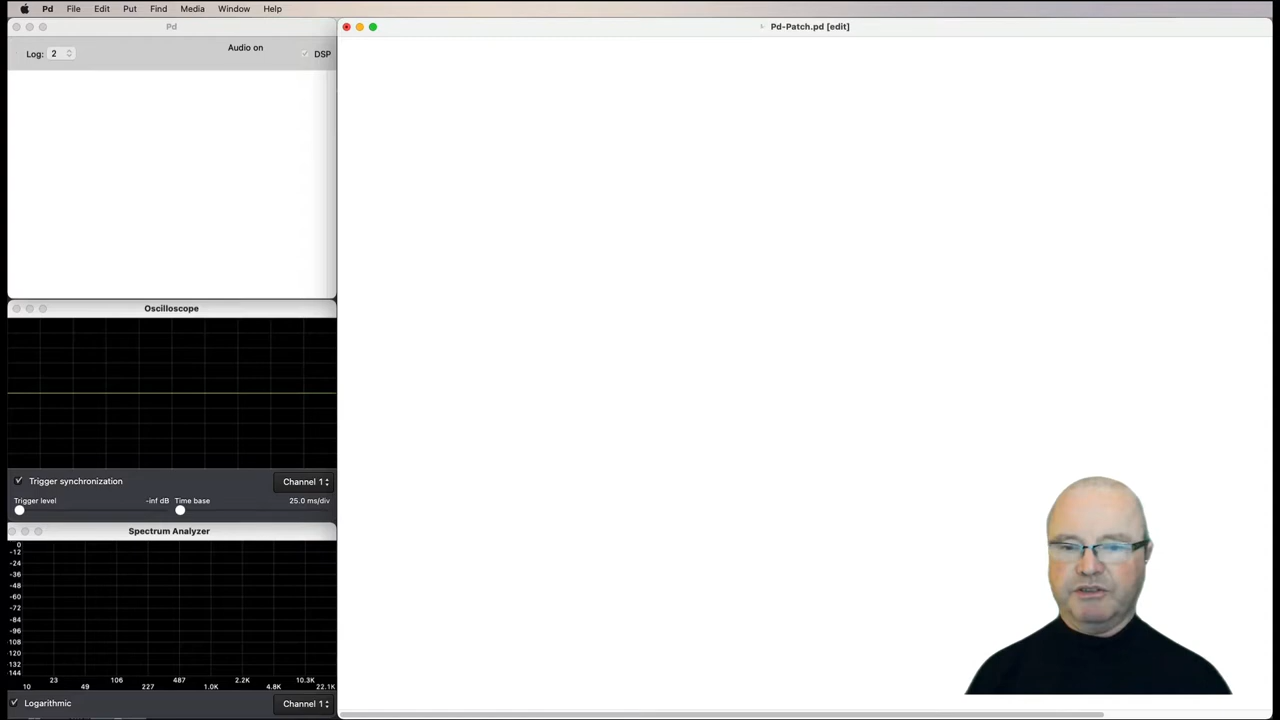 Pd File Edit Put Find Media Window Help
Pd
Pd-Patch.pd [edit]
Log: 2
Audio on
DSP
Oscilloscope
Trigger synchronization
Channel 1
Trigger level -inf dB Time base 25.0 ms/div
Spectrum Analyzer
0
-12
-24
-36
-48
-60
-72
-84
-96
-108
-120
-132
-144
23 106 487 2.2K 10.3K
10 49 227 1.0K 4.8K 22.1K
Logarithmic
Channel 1